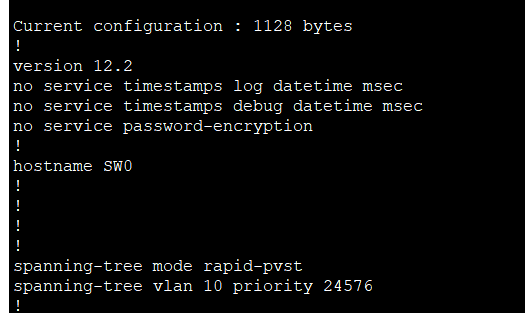 Current configuration : 1128 bytes
!
version 12.2
no service timestamps log datetime msec
no service timestamps debug datetime msec
no service password-encryption
!
hostname SW0
!
!
!
!
spanning-tree mode rapid-pvst
spanning-tree vlan 10 priority 24576
!